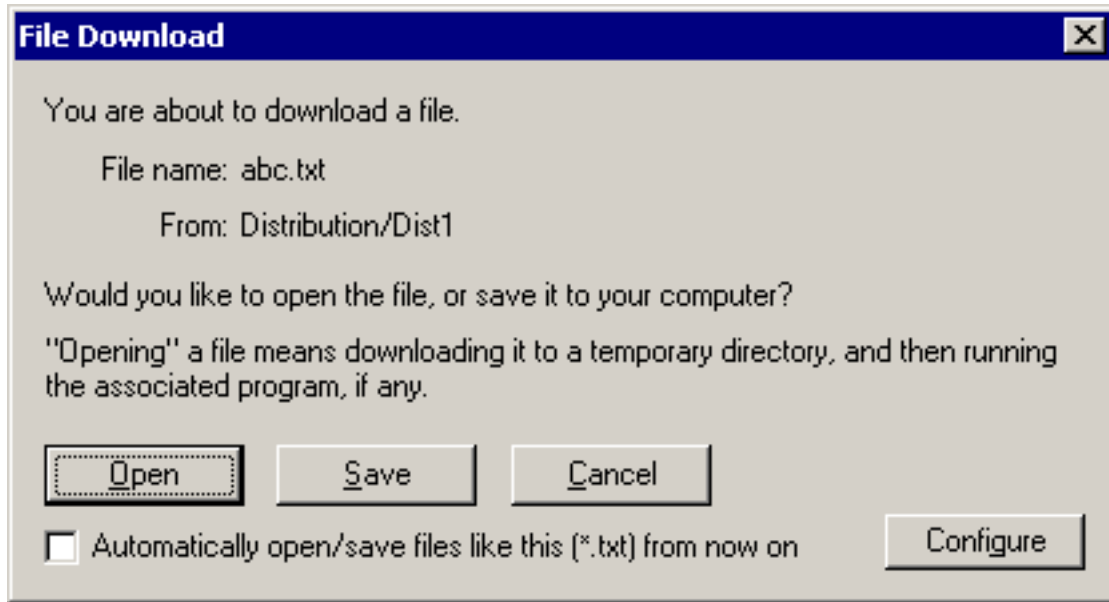 File Download
You are about to download a file.
File name: abc.txt
From: Distribution/Dist1
Would you like to open the file, or save it to your computer?
"Opening" a file means downloading it to a temporary directory, and then running
the associated program, if any.
Open Save Cancel
Automatically open/save files like this (*.txt) from now on
Configure